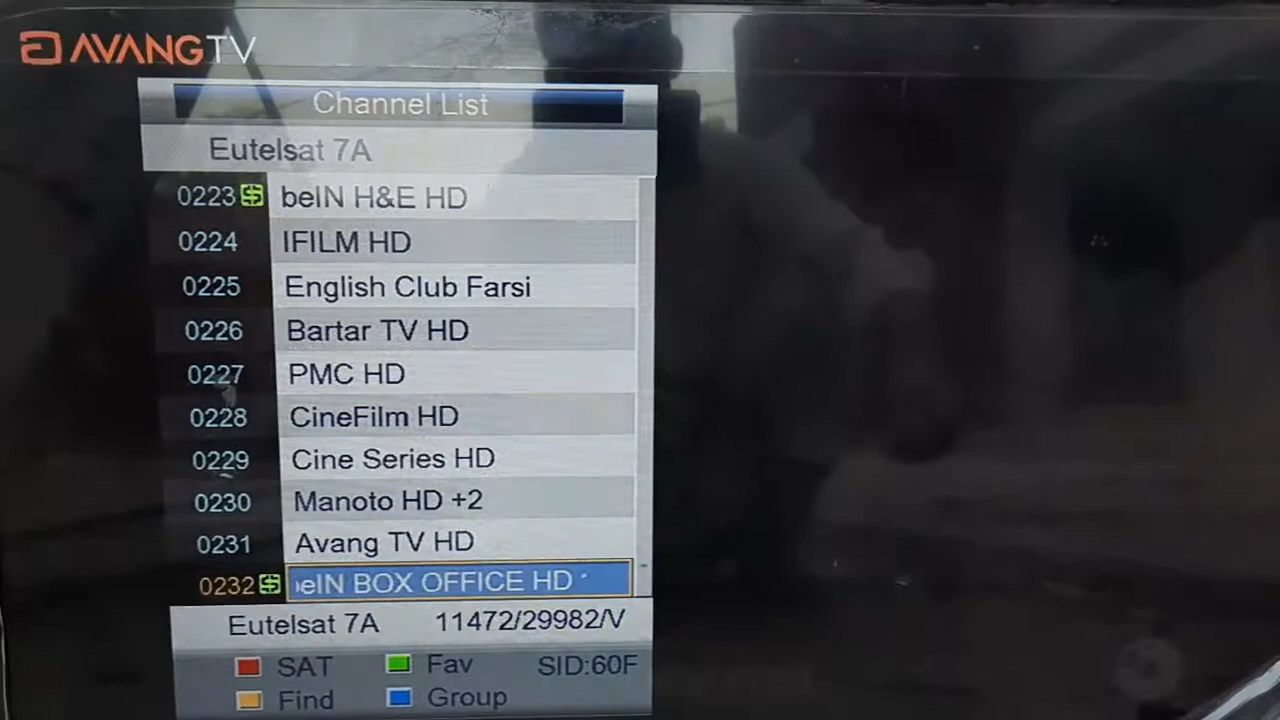 AVANGTV
Channel List
Eutelsat 7A
0223 $ beIN H&E HD
0224 IFILM HD
0225 English Club Farsi
0226 Bartar TV HD
0227 PMC HD
0228 CineFilm HD
0229 Cine Series HD
0230 Manoto HD +2
0231 Avang TV HD
0232 $ beIN BOX OFFICE HD
Eutelsat 7A 11472/29982/V
SAT Fav SID:60F
Find Group